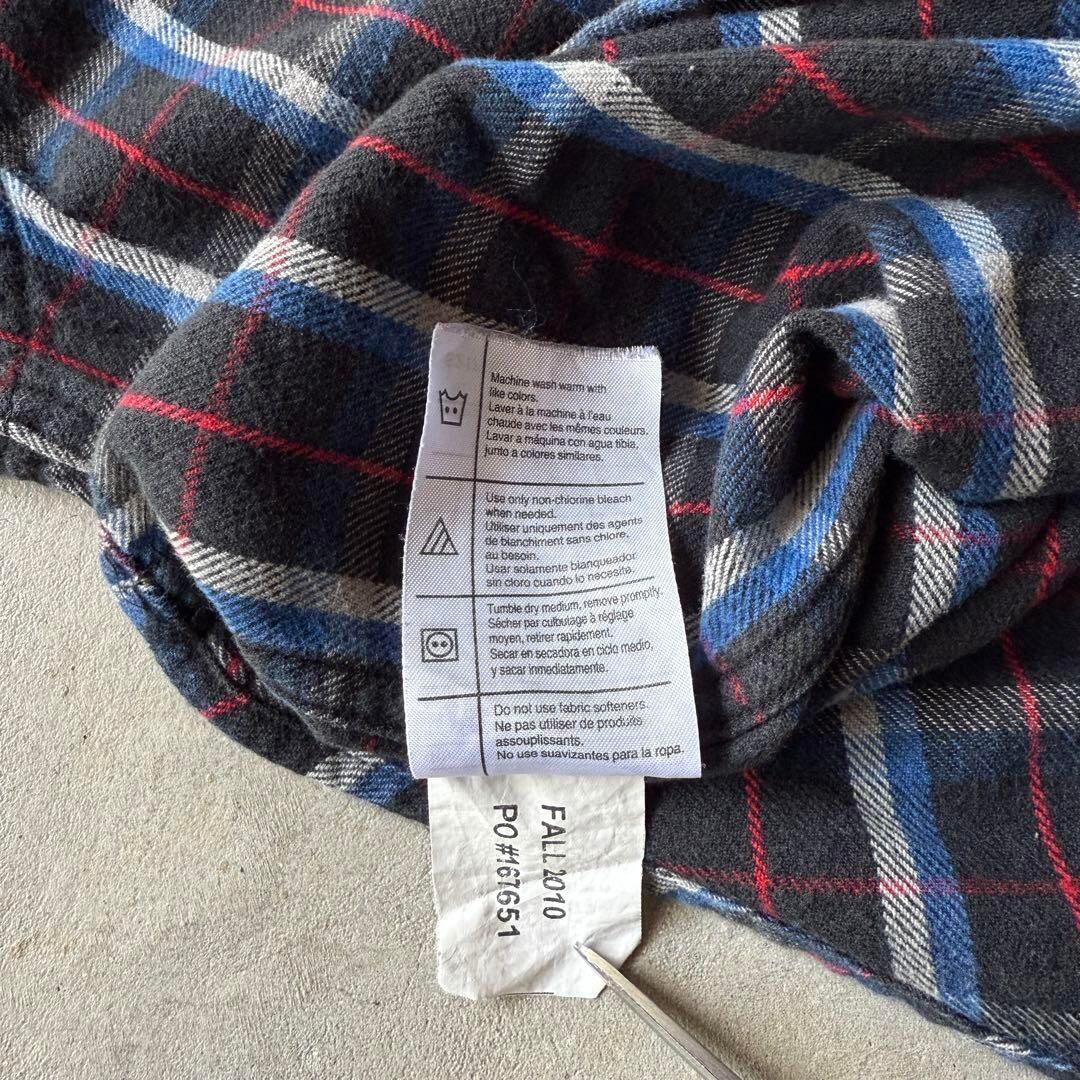 Machine wash warm with
like colors.
Laver à la machine à l'eau
chaude avec les mêmes couleurs.
Lavar a máquina con agua tibia,
junto a colores similares.
Use only non-chlorine bleach
when needed.
Utiliser uniquement des agents
de blanchiment sans chlore,
au besoin.
Usar solamente blanqueador
sin cloro cuando lo necesite.
Tumble dry medium, remove promptly.
Sécher par culbutage à réglage
moyen, retirer rapidement.
Secar en secadora en ciclo medio,
y sacar inmediatamente.
Do not use fabric softeners.
Ne pas utiliser de produits
assouplissants.
No use suavizantes para la ropa.
FALL 2010
PO #167651